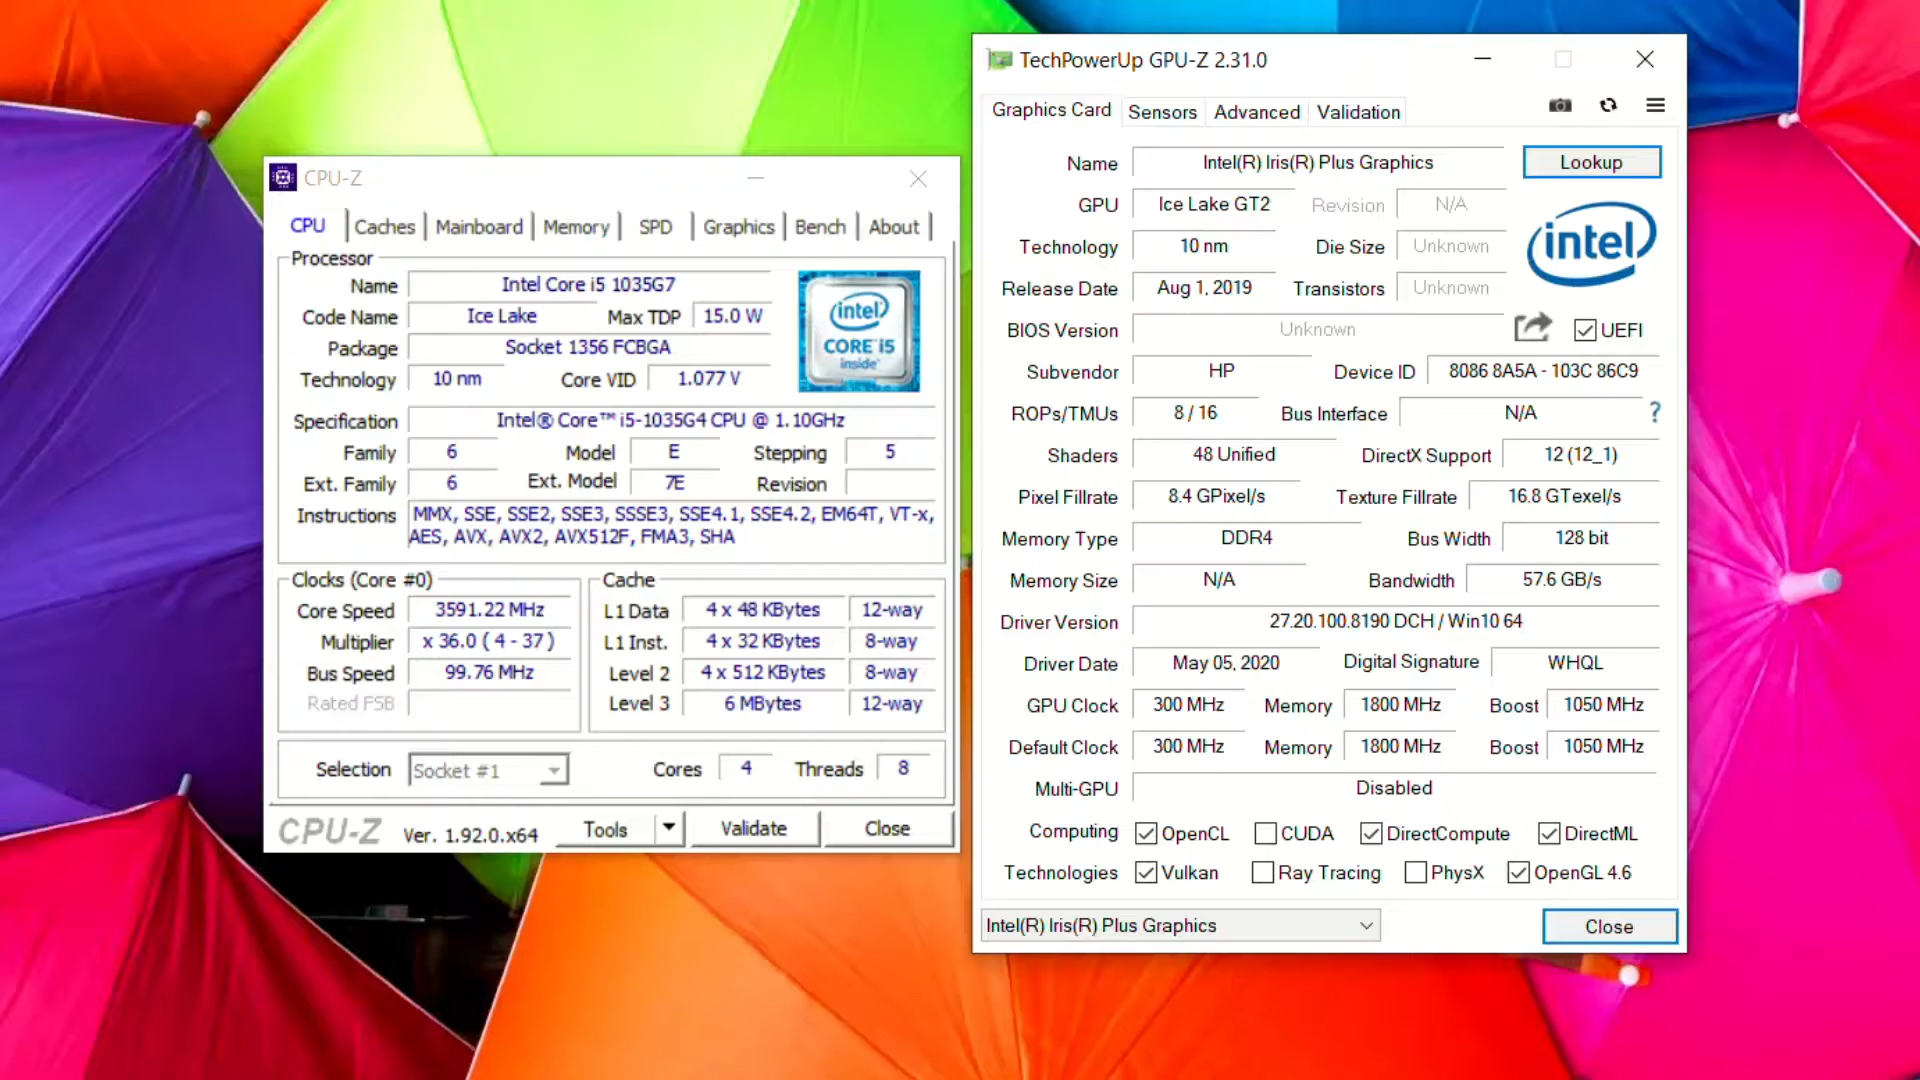 CPU-Z
CPU Caches Mainboard Memory SPD Graphics Bench About
Processor
Name Intel Core i5 1035G7
Code Name Ice Lake Max TDP 15.0 W
Package Socket 1356 FCBGA
Technology 10 nm Core VID 1.077 V
intel CORE i5 inside
Specification Intel® Core™ i5-1035G4 CPU @ 1.10GHz
Family 6 Model E Stepping 5
Ext. Family 6 Ext. Model 7E Revision
Instructions MMX, SSE, SSE2, SSE3, SSSE3, SSE4.1, SSE4.2, EM64T, VT-x,
AES, AVX, AVX2, AVX512F, FMA3, SHA
Clocks (Core #0)
Core Speed 3591.22 MHz
Multiplier x 36.0 ( 4 - 37 )
Bus Speed 99.76 MHz
Rated FSB
Cache
L1 Data 4 x 48 KBytes 12-way
L1 Inst. 4 x 32 KBytes 8-way
Level 2 4 x 512 KBytes 8-way
Level 3 6 MBytes 12-way
Selection Socket #1 Cores 4 Threads 8
CPU-Z Ver. 1.92.0.x64 Tools Validate Close
TechPowerUp GPU-Z 2.31.0
Graphics Card Sensors Advanced Validation
Name Intel(R) Iris(R) Plus Graphics Lookup
GPU Ice Lake GT2 Revision N/A
intel
Technology 10 nm Die Size Unknown
Release Date Aug 1, 2019 Transistors Unknown
BIOS Version Unknown UEFI
Subvendor HP Device ID 8086 8A5A - 103C 86C9
ROPs/TMUs 8 / 16 Bus Interface N/A ?
Shaders 48 Unified DirectX Support 12 (12_1)
Pixel Fillrate 8.4 GPixel/s Texture Fillrate 16.8 GTexel/s
Memory Type DDR4 Bus Width 128 bit
Memory Size N/A Bandwidth 57.6 GB/s
Driver Version 27.20.100.8190 DCH / Win10 64
Driver Date May 05, 2020 Digital Signature WHQL
GPU Clock 300 MHz Memory 1800 MHz Boost 1050 MHz
Default Clock 300 MHz Memory 1800 MHz Boost 1050 MHz
Multi-GPU Disabled
Computing OpenCL CUDA DirectCompute DirectML
Technologies Vulkan Ray Tracing PhysX OpenGL 4.6
Intel(R) Iris(R) Plus Graphics Close